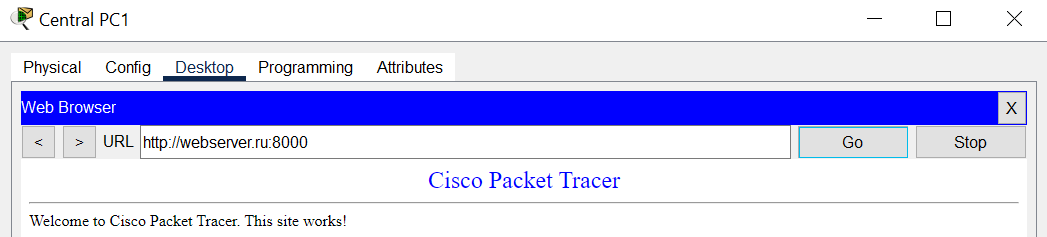 Central PC1
Physical Config Desktop Programming Attributes
Web Browser X
< > URL http://webserver.ru:8000 Go Stop
Cisco Packet Tracer
Welcome to Cisco Packet Tracer. This site works!